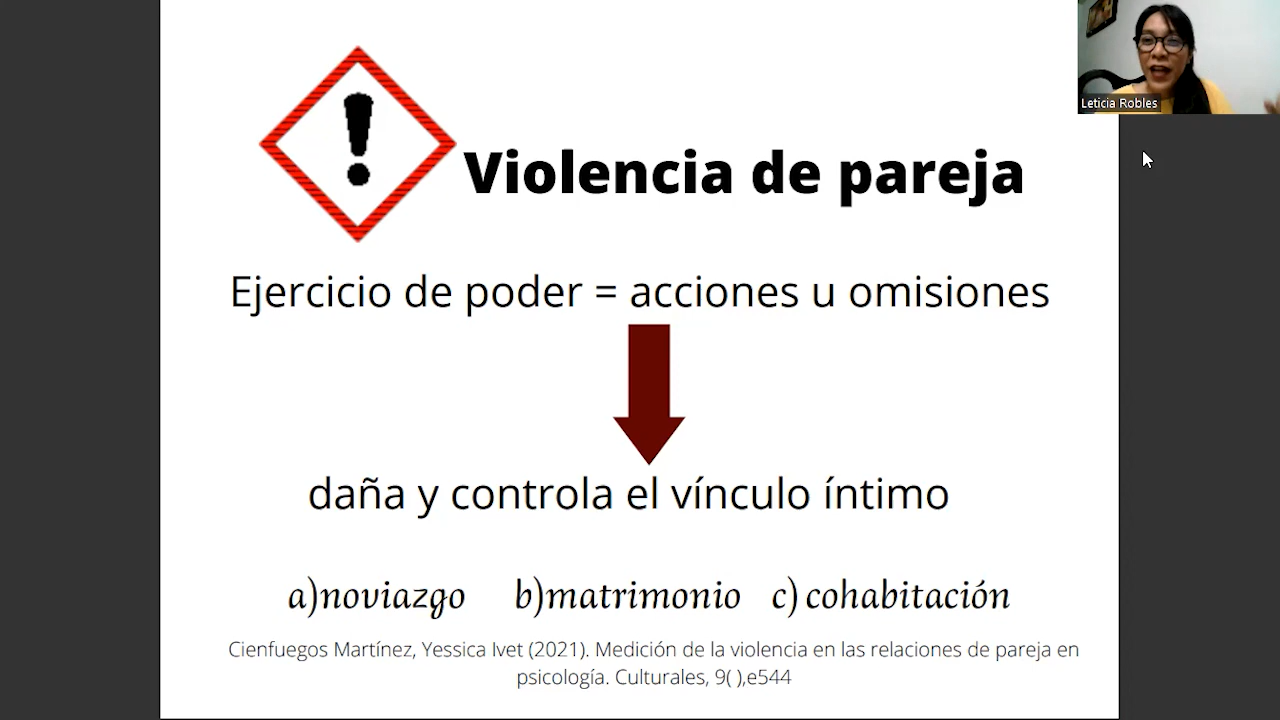 Leticia Robles
!
Violencia de pareja
Ejercicio de poder = acciones u omisiones
daña y controla el vínculo íntimo
a)noviazgo b)matrimonio c) cohabitación
Cienfuegos Martínez, Yessica Ivet (2021). Medición de la violencia en las relaciones de pareja en
psicología. Culturales, 9( ),e544